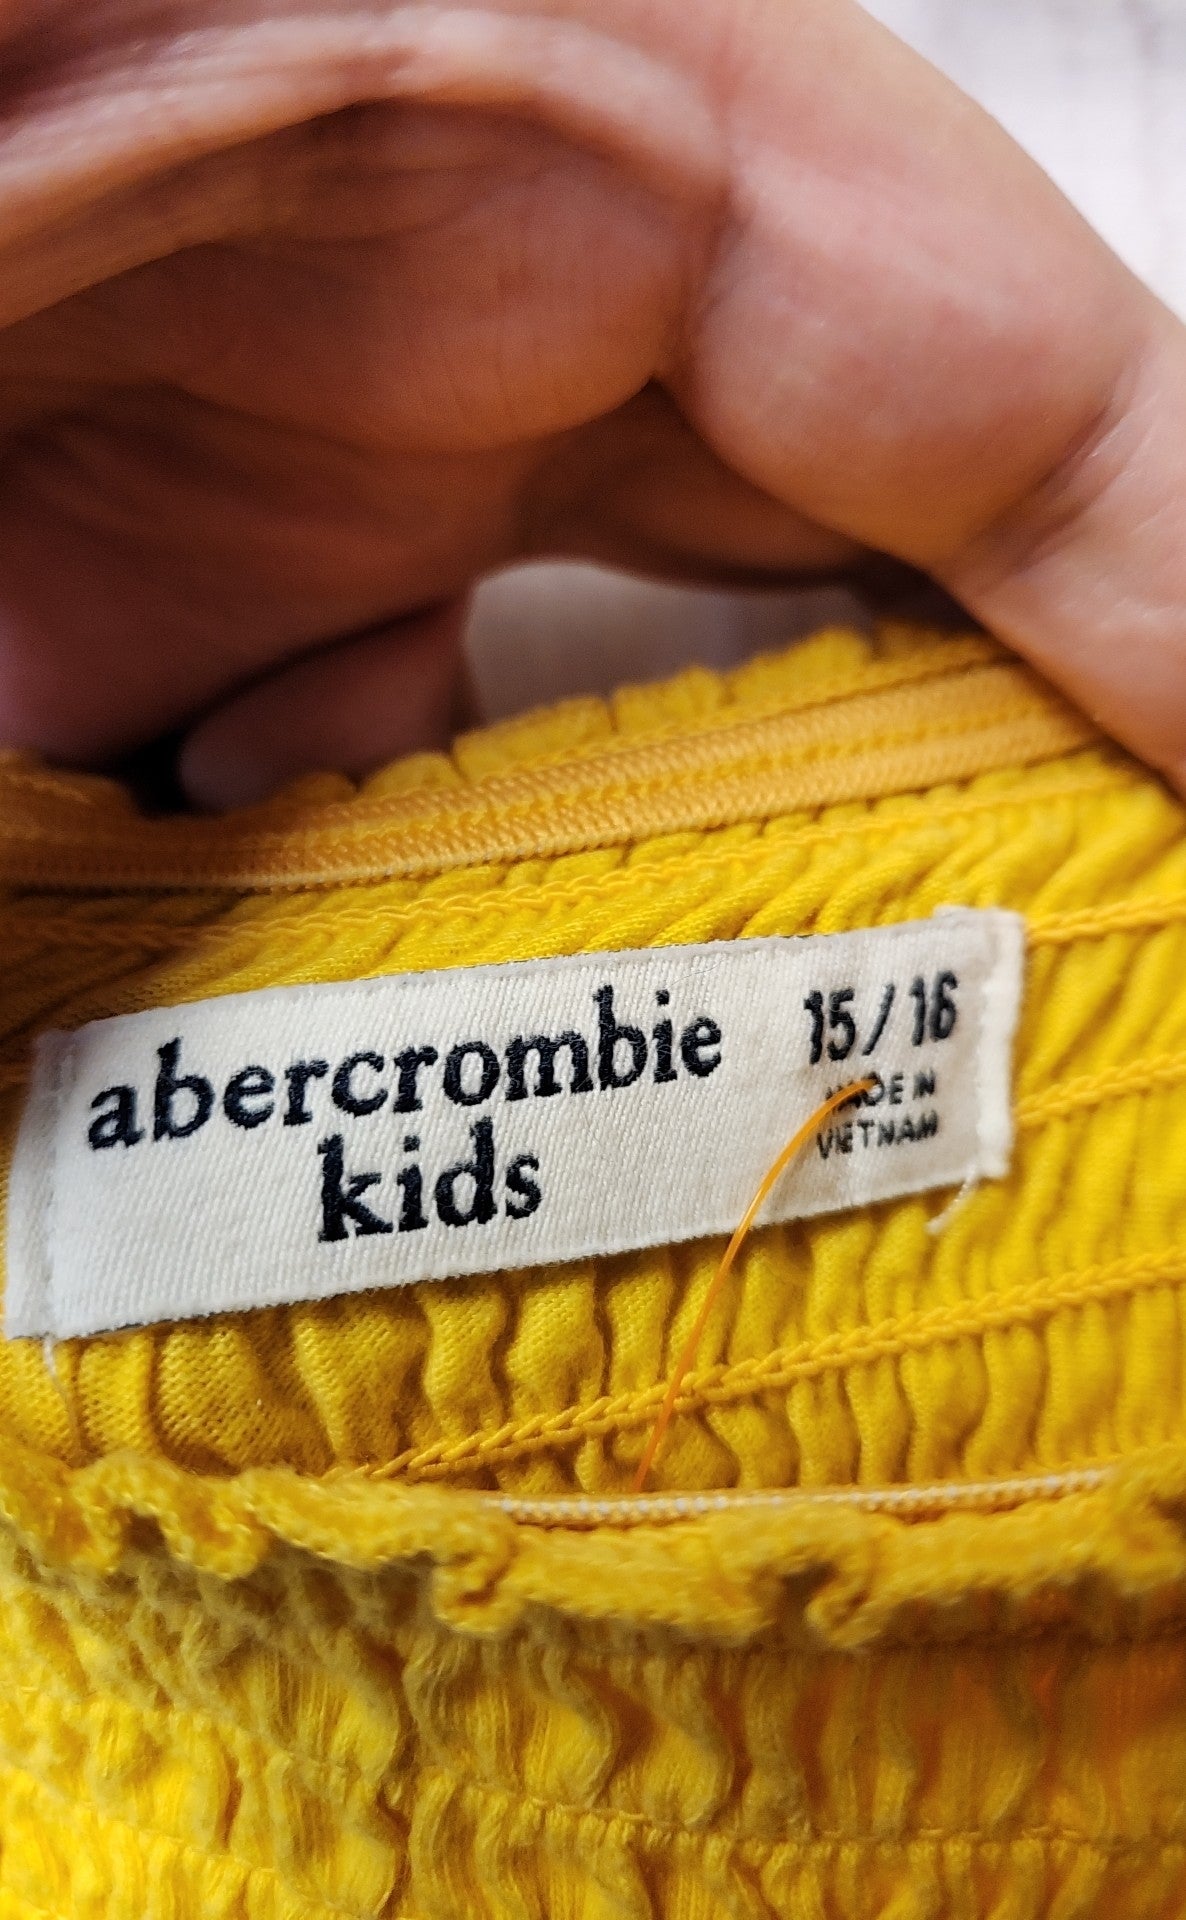 abercrombie
kids
15/16
MADE IN
VIETNAM